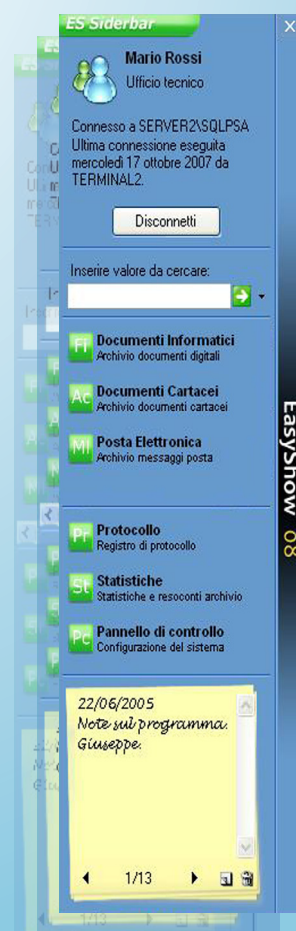 ES Siderbar
X
Mario Rossi
Ufficio tecnico
Connesso a SERVER2\SQLPSA
Ultima connessione eseguita
mercoledì 17 ottobre 2007 da
TERMINAL2.
Disconnetti
Inserire valore da cercare:
FI Documenti Informatici
Archivio documenti digitali
Ac Documenti Cartacei
Archivio documenti cartacei
MI Posta Elettronica
Archivio messaggi posta
Pr Protocollo
Registro di protocollo
St Statistiche
Statistiche e resoconti archivio
Pc Pannello di controllo
Configurazione del sistema
22/06/2005
Note sul programma.
Giuseppe.
1/13
EasyShow 08